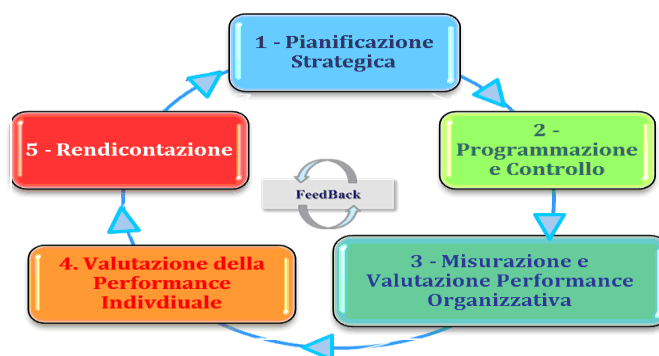 1 - Pianificazione
Strategica
2 -
Programmazione
e Controllo
3 - Misurazione e
Valutazione Performance
Organizzativa
4. Valutazione della
Performance
Indivdiuale
5 - Rendicontazione
FeedBack